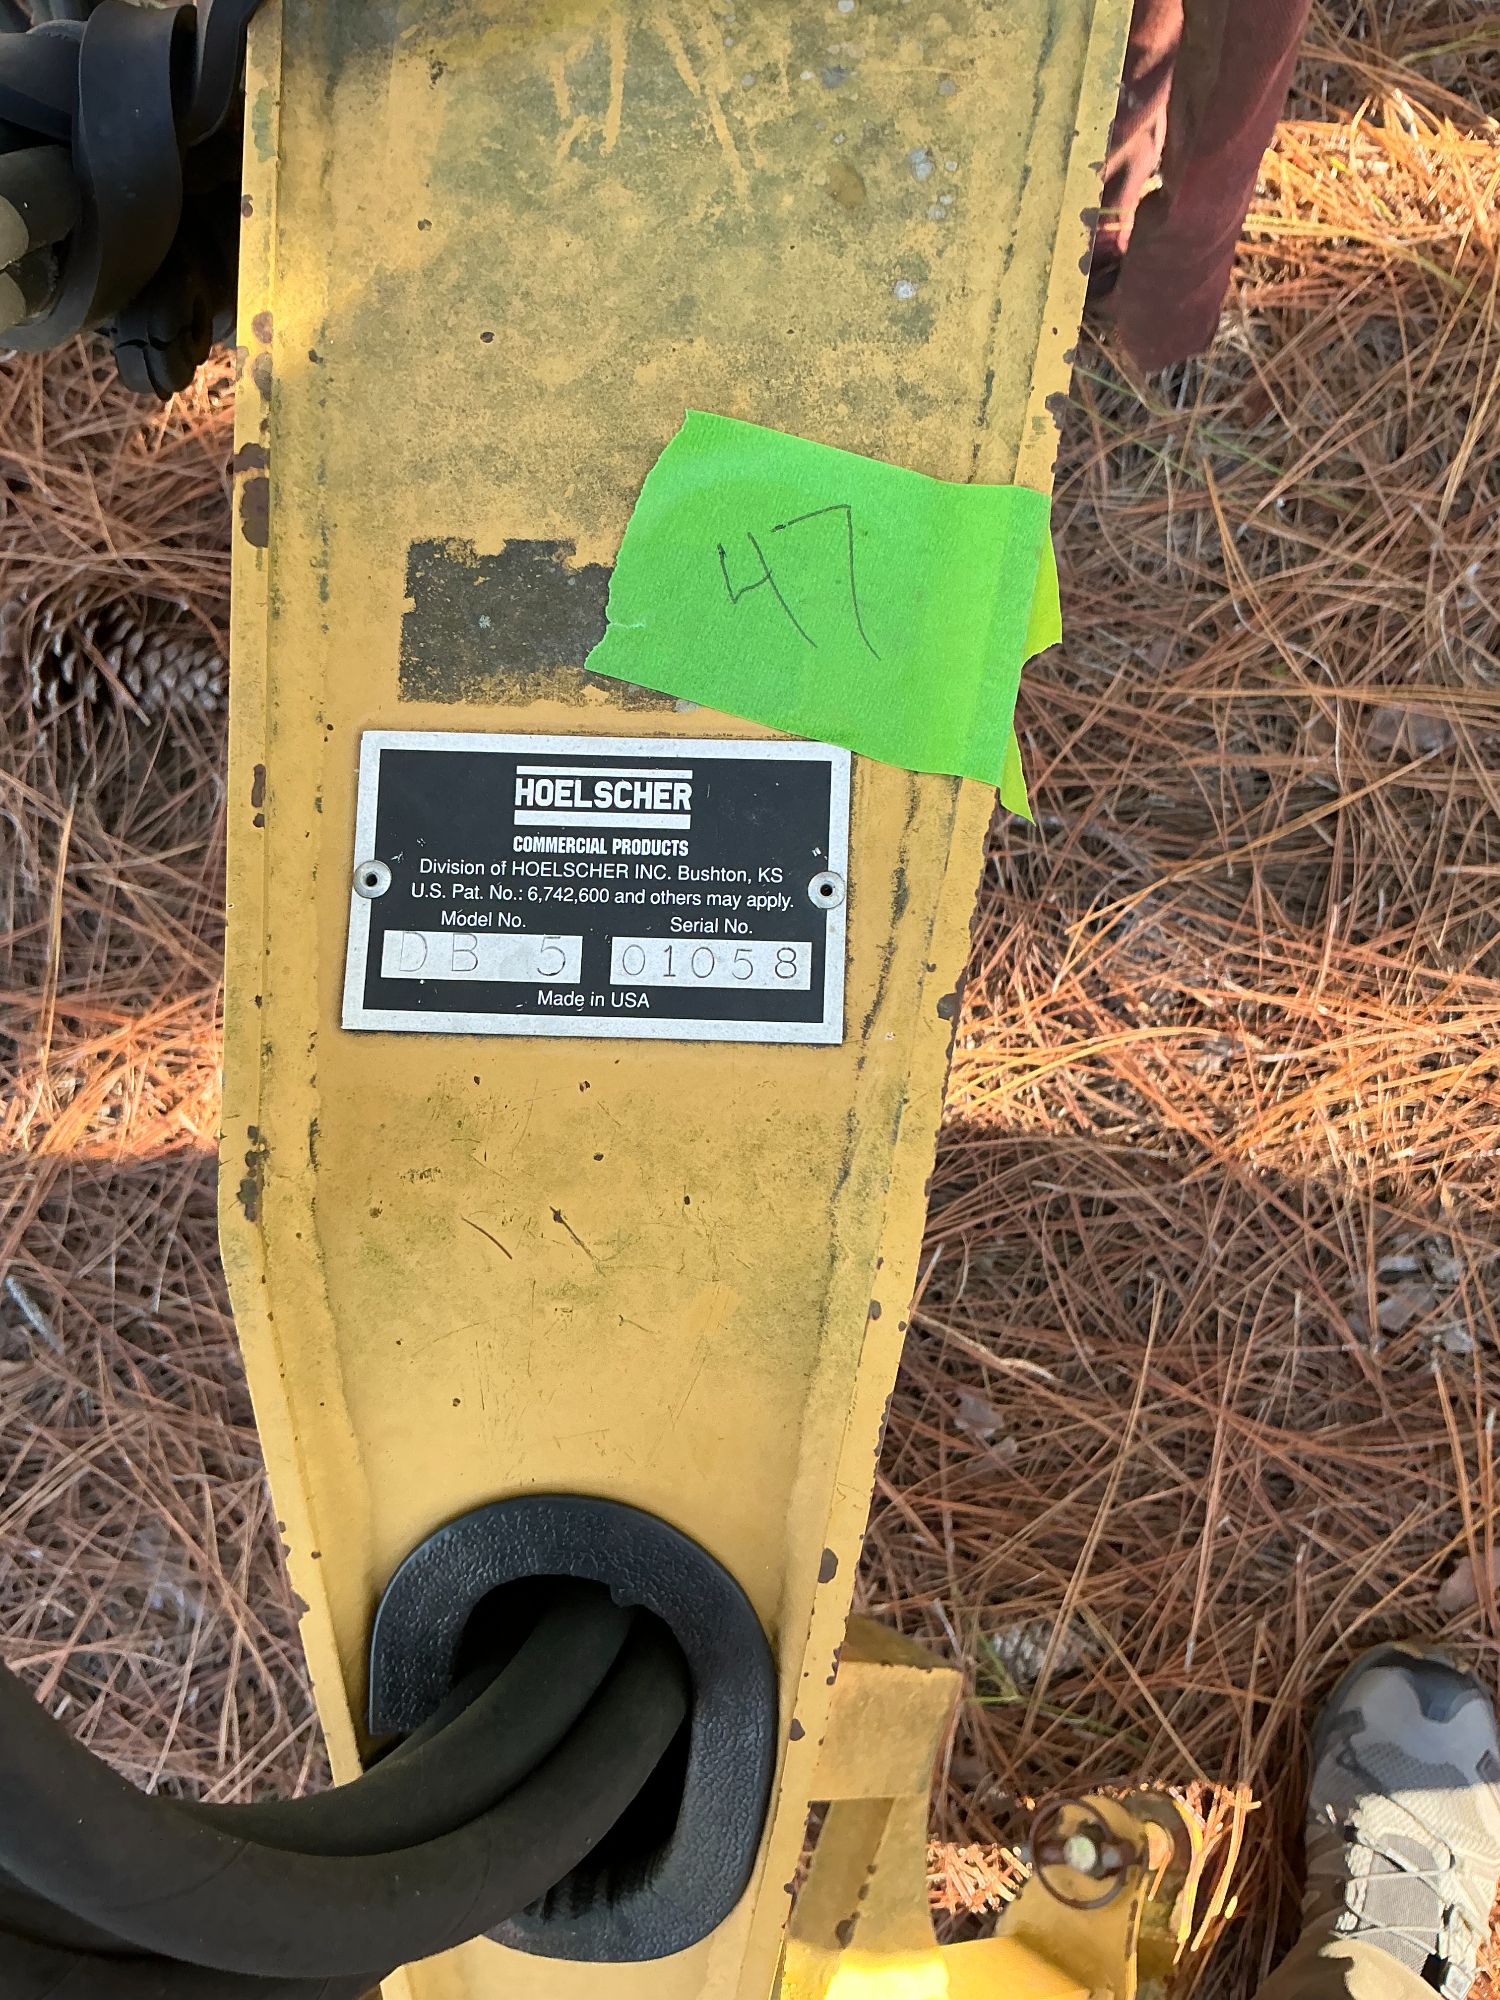 47
HOELSCHER
COMMERCIAL PRODUCTS
Division of HOELSCHER INC. Bushton, KS
U.S. Pat. No.: 6,742,600 and others may apply.
Model No. Serial No.
DB 5 01058
Made in USA